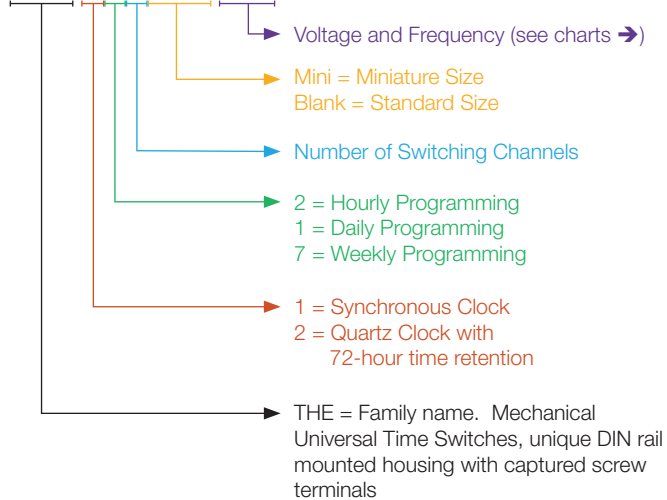 Voltage and Frequency (see charts ➔)
Mini = Miniature Size
Blank = Standard Size
Number of Switching Channels
2 = Hourly Programming
1 = Daily Programming
7 = Weekly Programming
1 = Synchronous Clock
2 = Quartz Clock with
72-hour time retention
THE = Family name.  Mechanical
Universal Time Switches, unique DIN rail
mounted housing with captured screw
terminals